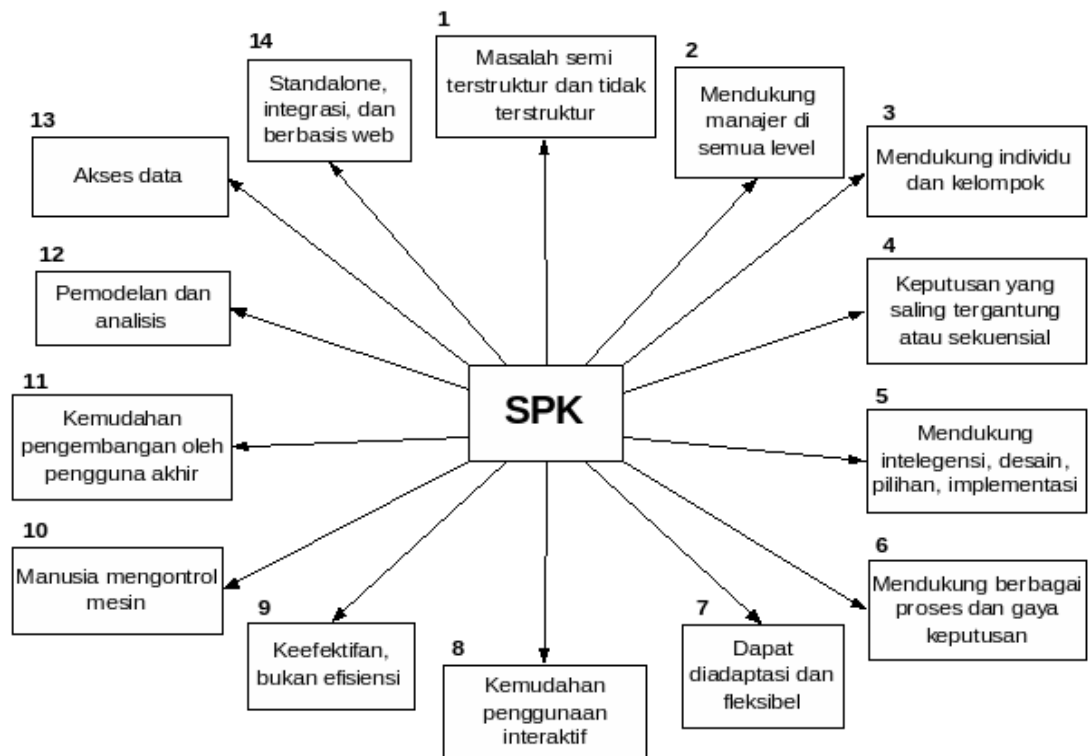 1
Masalah semi
terstruktur dan tidak
terstruktur
2
Mendukung
manajer di
semua level
3
Mendukung individu
dan kelompok
4
Keputusan yang
saling tergantung
atau sekuensial
5
Mendukung
intelegensi, desain,
pilihan, implementasi
6
Mendukung berbagai
proses dan gaya
keputusan
7
Dapat
diadaptasi dan
fleksibel
8
Kemudahan
penggunaan
interaktif
9
Keefektifan,
bukan efisiensi
10
Manusia mengontrol
mesin
11
Kemudahan
pengembangan oleh
pengguna akhir
12
Pemodelan dan
analisis
13
Akses data
14
Standalone,
integrasi, dan
berbasis web
SPK